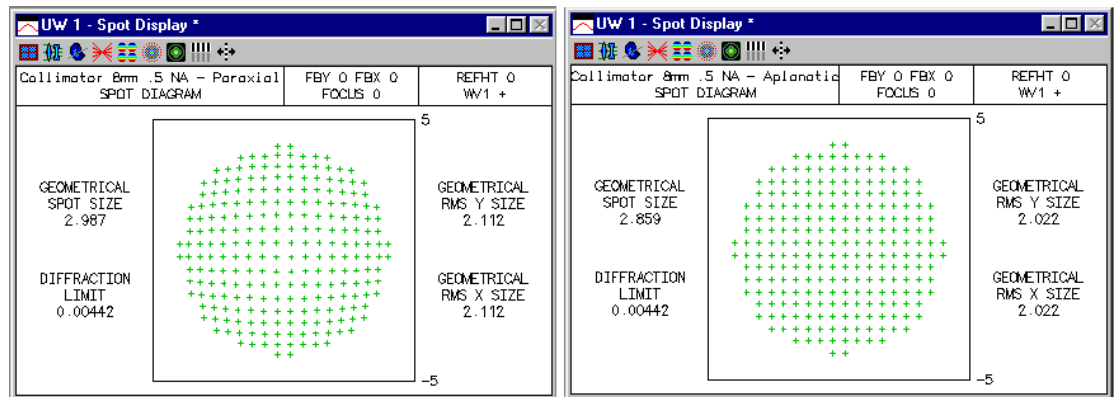 UW 1 - Spot Display *
Collimator 8mm .5 NA - Paraxial
SPOT DIAGRAM
FBY 0 FBX 0
FOCUS 0
REFHT 0
WV1 +
5
GEOMETRICAL
SPOT SIZE
2.987
GEOMETRICAL
RMS Y SIZE
2.112
DIFFRACTION
LIMIT
0.00442
GEOMETRICAL
RMS X SIZE
2.112
-5
UW 1 - Spot Display *
Collimator 8mm .5 NA - Aplanatic
SPOT DIAGRAM
FBY 0 FBX 0
FOCUS 0
REFHT 0
WV1 +
5
GEOMETRICAL
SPOT SIZE
2.859
GEOMETRICAL
RMS Y SIZE
2.022
DIFFRACTION
LIMIT
0.00442
GEOMETRICAL
RMS X SIZE
2.022
-5